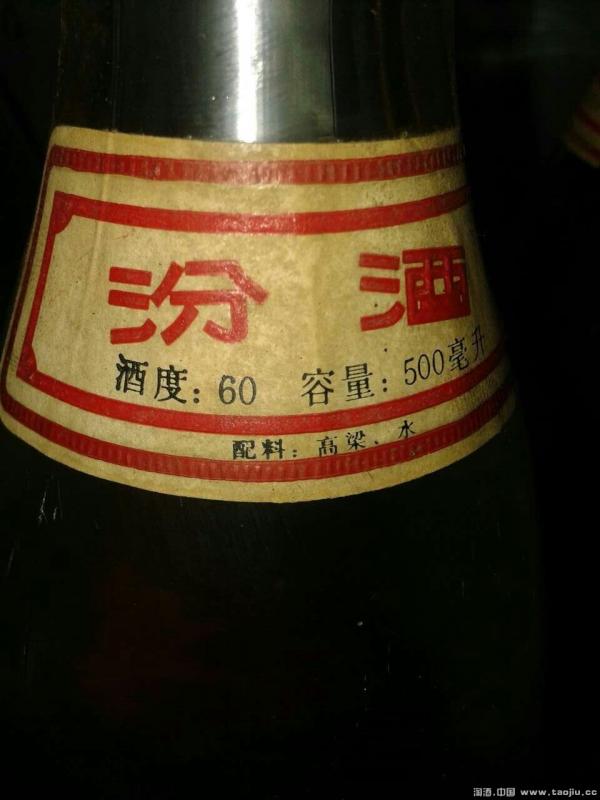 汾酒
酒度：60 容量：500毫升
配料：高梁、水
淘酒.中国 www.taojiu.cc